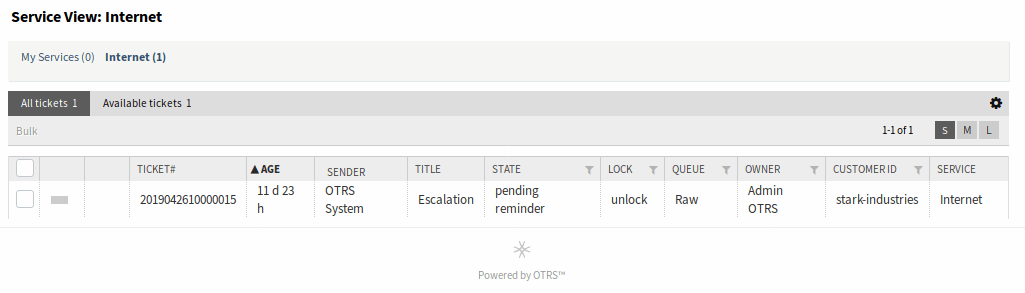 Service View: Internet
My Services (0) Internet (1)
All tickets 1 Available tickets 1
Bulk 1-1 of 1 S M L
TICKET# ▲AGE SENDER TITLE STATE LOCK QUEUE OWNER CUSTOMER ID SERVICE
2019042610000015 11 d 23 h OTRS System Escalation pending reminder unlock Raw Admin OTRS stark-industries Internet
Powered by OTRS™